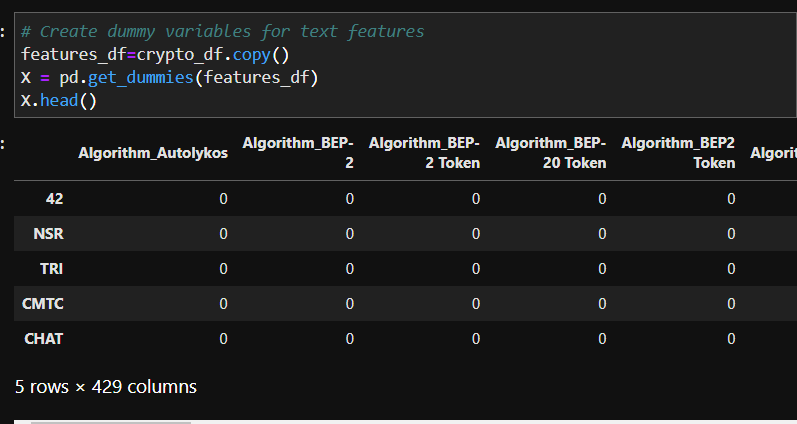 : # Create dummy variables for text features
features_df=crypto_df.copy()
X = pd.get_dummies(features_df)
X.head()
:
Algorithm_Autolykos Algorithm_BEP-2 Algorithm_BEP-2 Token Algorithm_BEP-20 Token Algorithm_BEP2 Token Algorit
42 0 0 0 0 0
NSR 0 0 0 0 0
TRI 0 0 0 0 0
CMTC 0 0 0 0 0
CHAT 0 0 0 0 0
5 rows × 429 columns